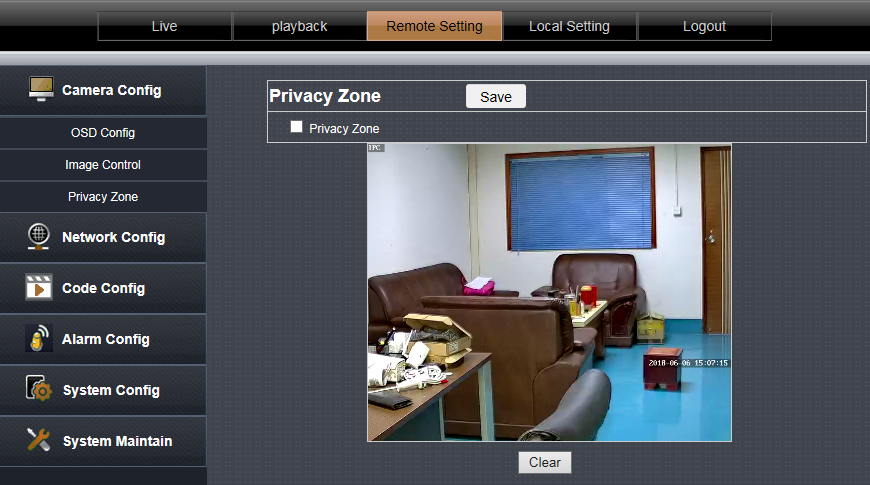 Live playback Remote Setting Local Setting Logout
Camera Config
OSD Config
Image Control
Privacy Zone
Network Config
Code Config
Alarm Config
System Config
System Maintain
Privacy Zone Save
Privacy Zone
IPC
2018-06-06 15:07:15
Clear